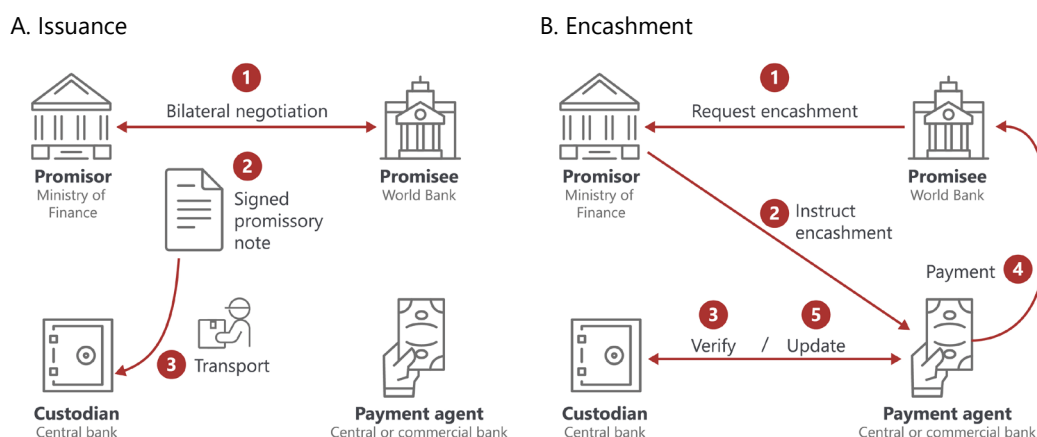 A. Issuance
1
Bilateral negotiation
Promisor
Ministry of
Finance
Promisee
World Bank
2
Signed
promissory
note
3
Transport
Custodian
Central bank
Payment agent
Central or commercial bank
B. Encashment
1
Request encashment
Promisor
Ministry of
Finance
Promisee
World Bank
2
Instruct
encashment
Payment 4
3
5
Verify / Update
Custodian
Central bank
Payment agent
Central or commercial bank